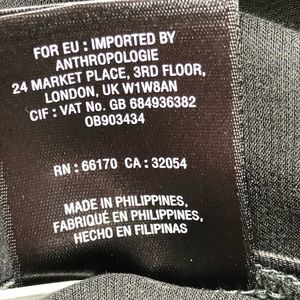 FOR EU : IMPORTED BY
ANTHROPOLOGIE
24 MARKET PLACE, 3RD FLOOR,
LONDON, UK W1W8AN
CIF : VAT No. GB 684936382
OB903434
RN : 66170 CA : 32054
MADE IN PHILIPPINES,
FABRIQUÉ EN PHILIPPINES,
HECHO EN FILIPINAS